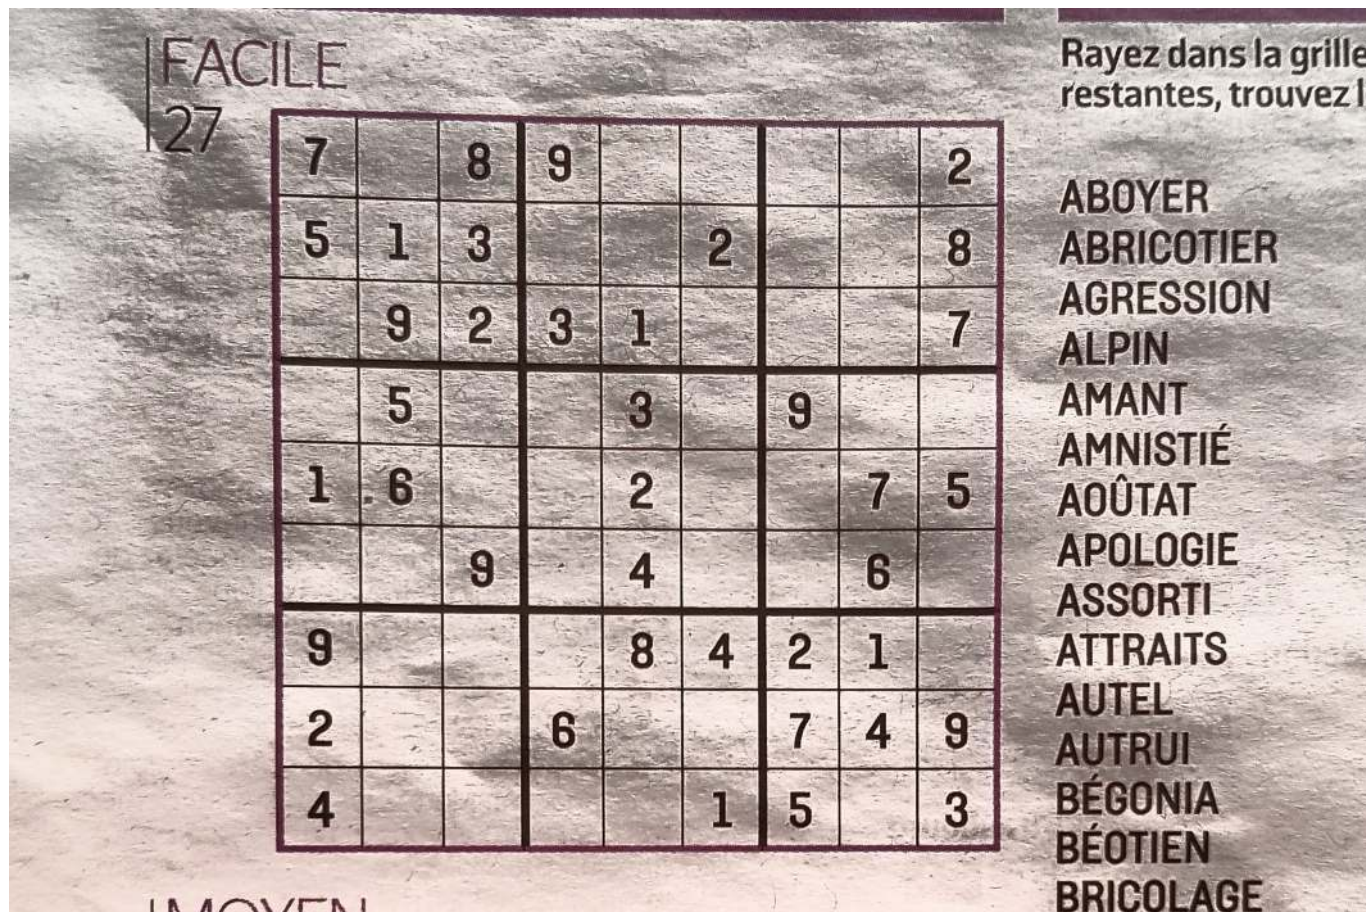 FACILE
27
7 8 9 2
5 1 3 2 8
9 2 3 1 7
5 3 9
1 6 2 7 5
9 4 6
9 8 4 2 1
2 6 7 4 9
4 1 5 3
MOYEN
Rayez dans la grille
restantes, trouvez l
ABOYER
ABRICOTIER
AGRESSION
ALPIN
AMANT
AMNISTIÉ
AOÛTAT
APOLOGIE
ASSORTI
ATTRAITS
AUTEL
AUTRUI
BÉGONIA
BÉOTIEN
BRICOLAGE